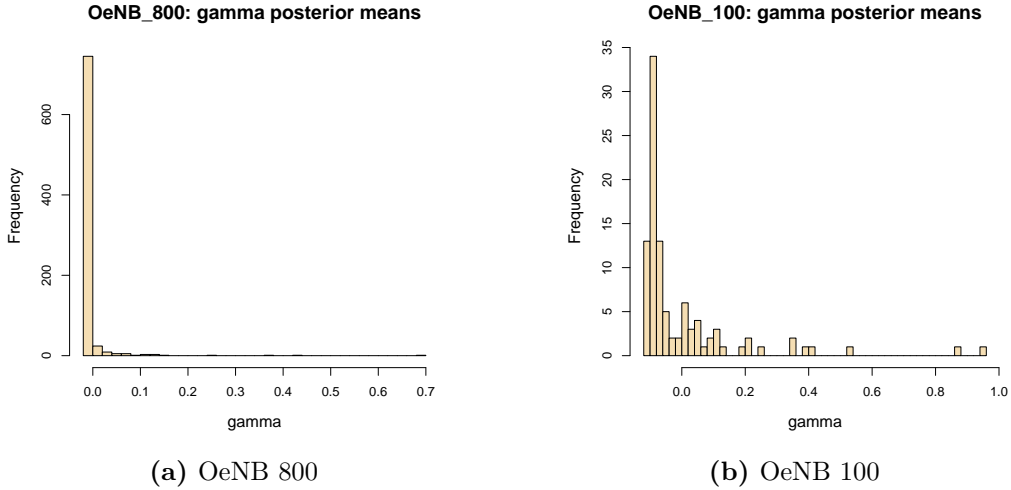 OeNB_800: gamma posterior means
Frequency
0
200
400
600
0.0 0.1 0.2 0.3 0.4 0.5 0.6 0.7
gamma
(a) OeNB 800
OeNB_100: gamma posterior means
Frequency
0
5
10
15
20
25
30
35
0.0 0.2 0.4 0.6 0.8 1.0
gamma
(b) OeNB 100